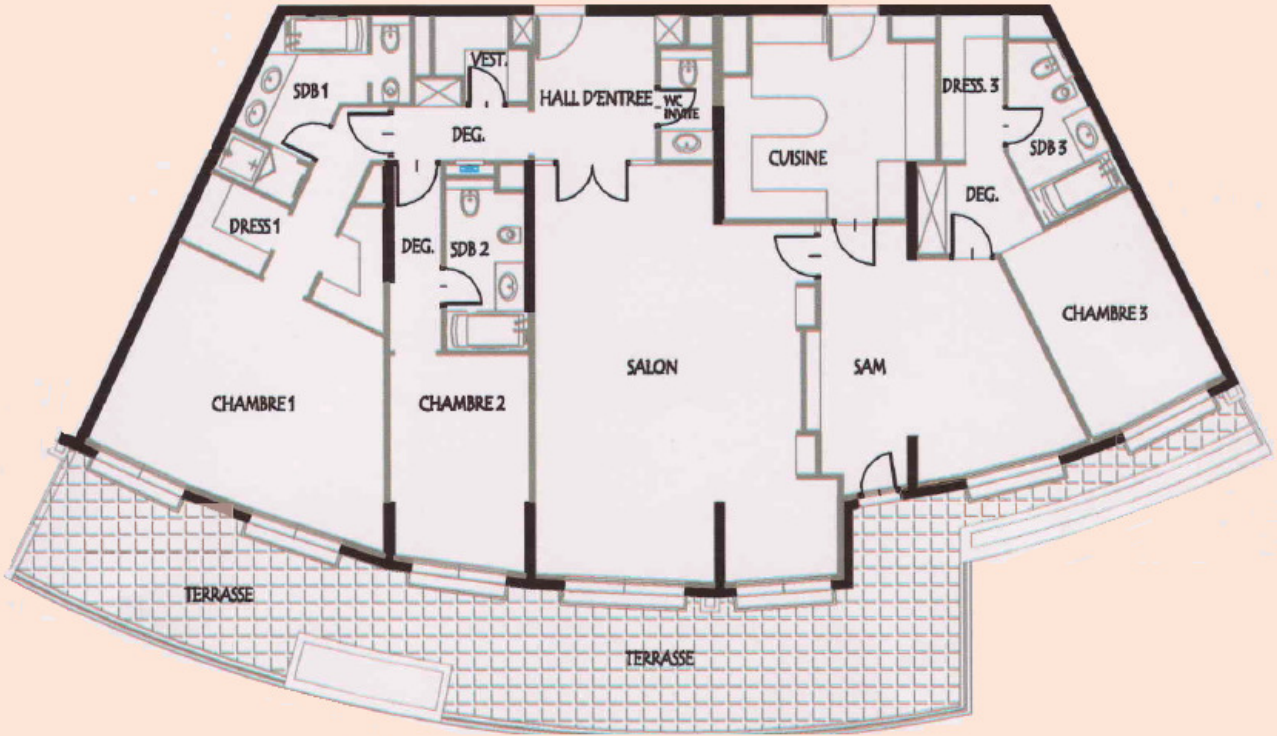 VEST.
SDB 1
HALL D'ENTREE
WC
INVITE
DRESS. 3
DEG.
CUISINE
SDB 3
DEG.
DRESS 1
DEG.
SDB 2
CHAMBRE 3
SALON
SAM
CHAMBRE 1
CHAMBRE 2
TERRASSE
TERRASSE